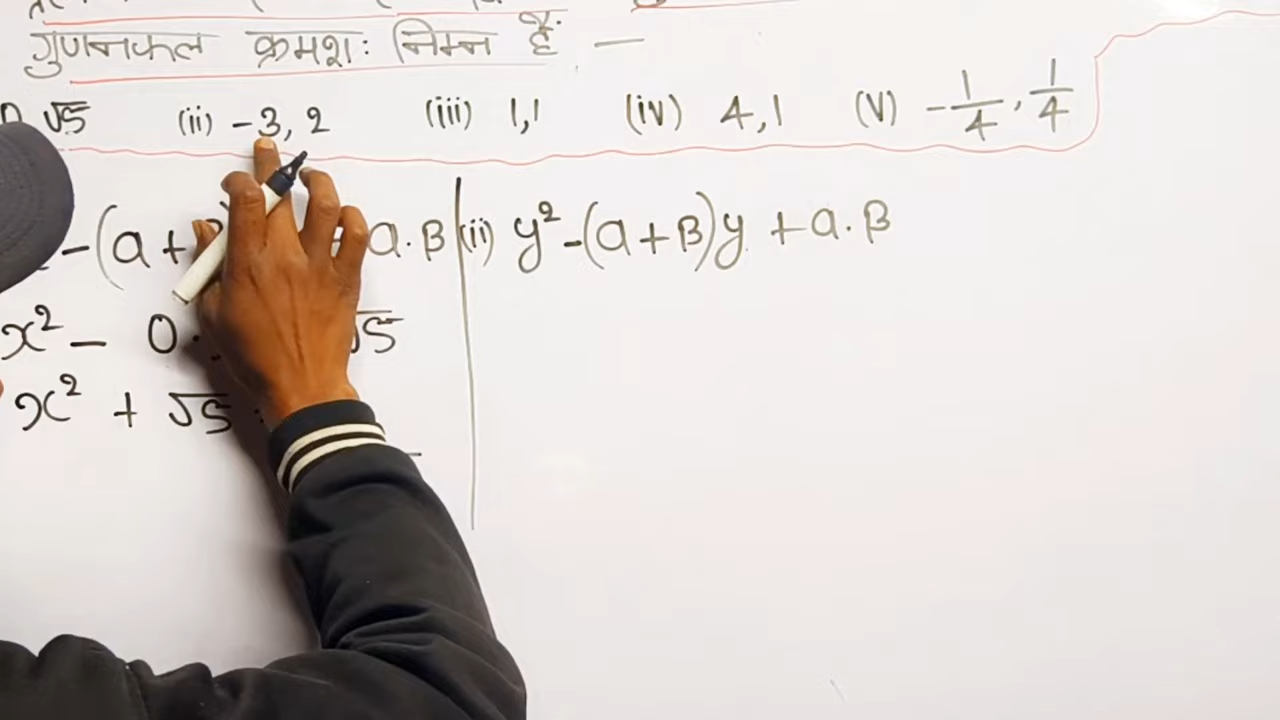 गुणनफल क्रमशः निम्न हैं —
√5 (ii) -3, 2 (iii) 1,1 (iv) 4,1 (V) -1/4, 1/4
-(a+β) a.β
(ii) y² -(a+β)y + a.β
x² - 0. √5
x² + √5